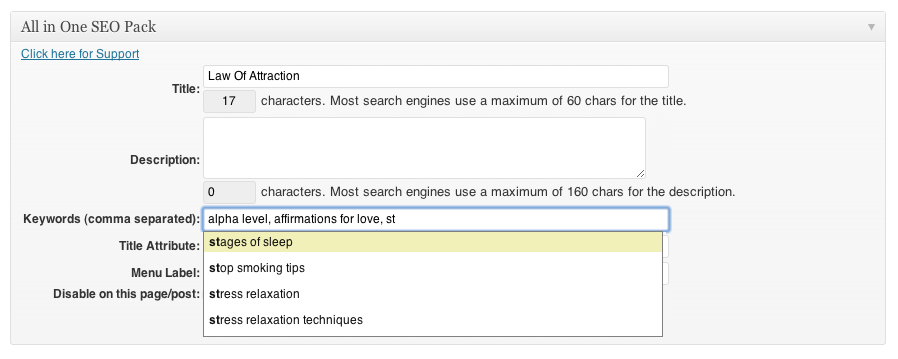 All in One SEO Pack
Click here for Support
Title: Law Of Attraction
17 characters. Most search engines use a maximum of 60 chars for the title.
Description:
0 characters. Most search engines use a maximum of 160 chars for the description.
Keywords (comma separated): alpha level, affirmations for love, st
Title Attribute: stages of sleep
Menu Label: stop smoking tips
Disable on this page/post: stress relaxation
stress relaxation techniques